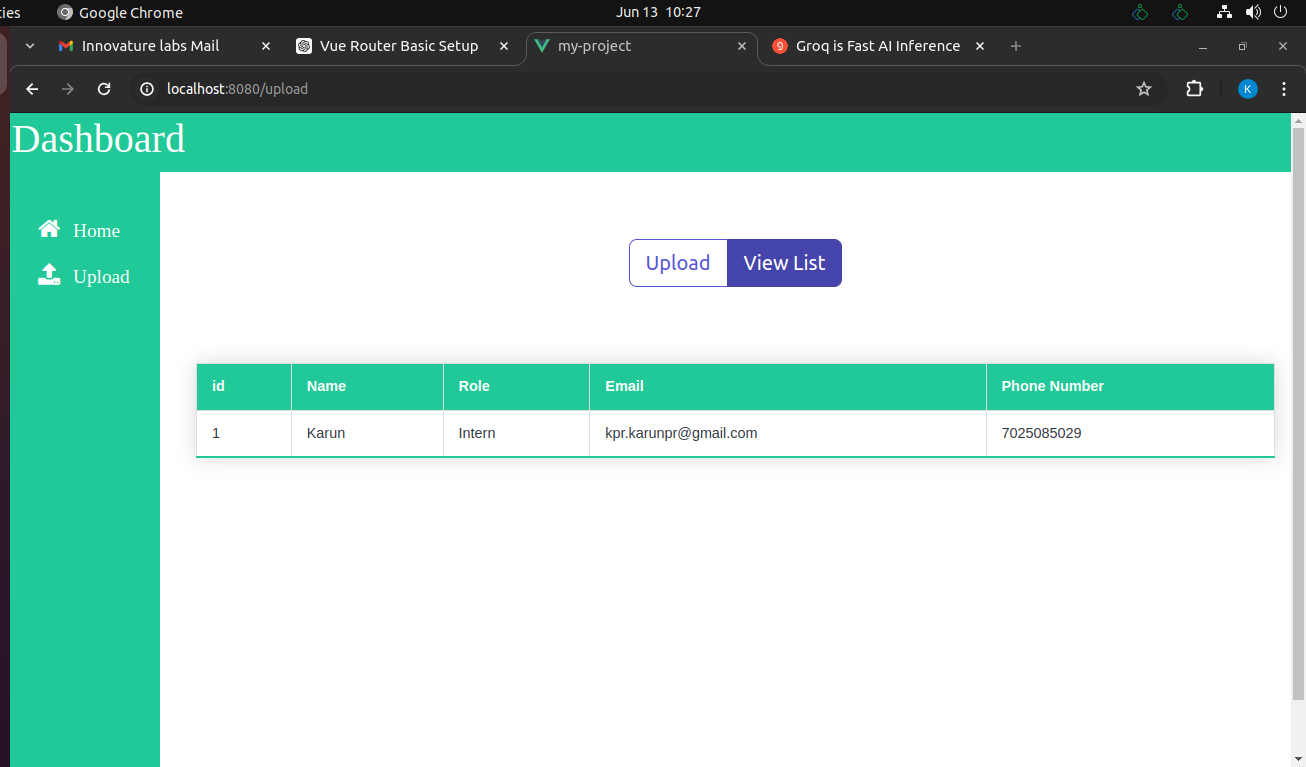 ties Google Chrome Jun 13 10:27
Innovature labs Mail Vue Router Basic Setup my-project 9 Groq is Fast AI Inference
localhost:8080/upload K
Dashboard
Home
Upload
Upload View List
id Name Role Email Phone Number
1 Karun Intern kpr.karunpr@gmail.com 7025085029